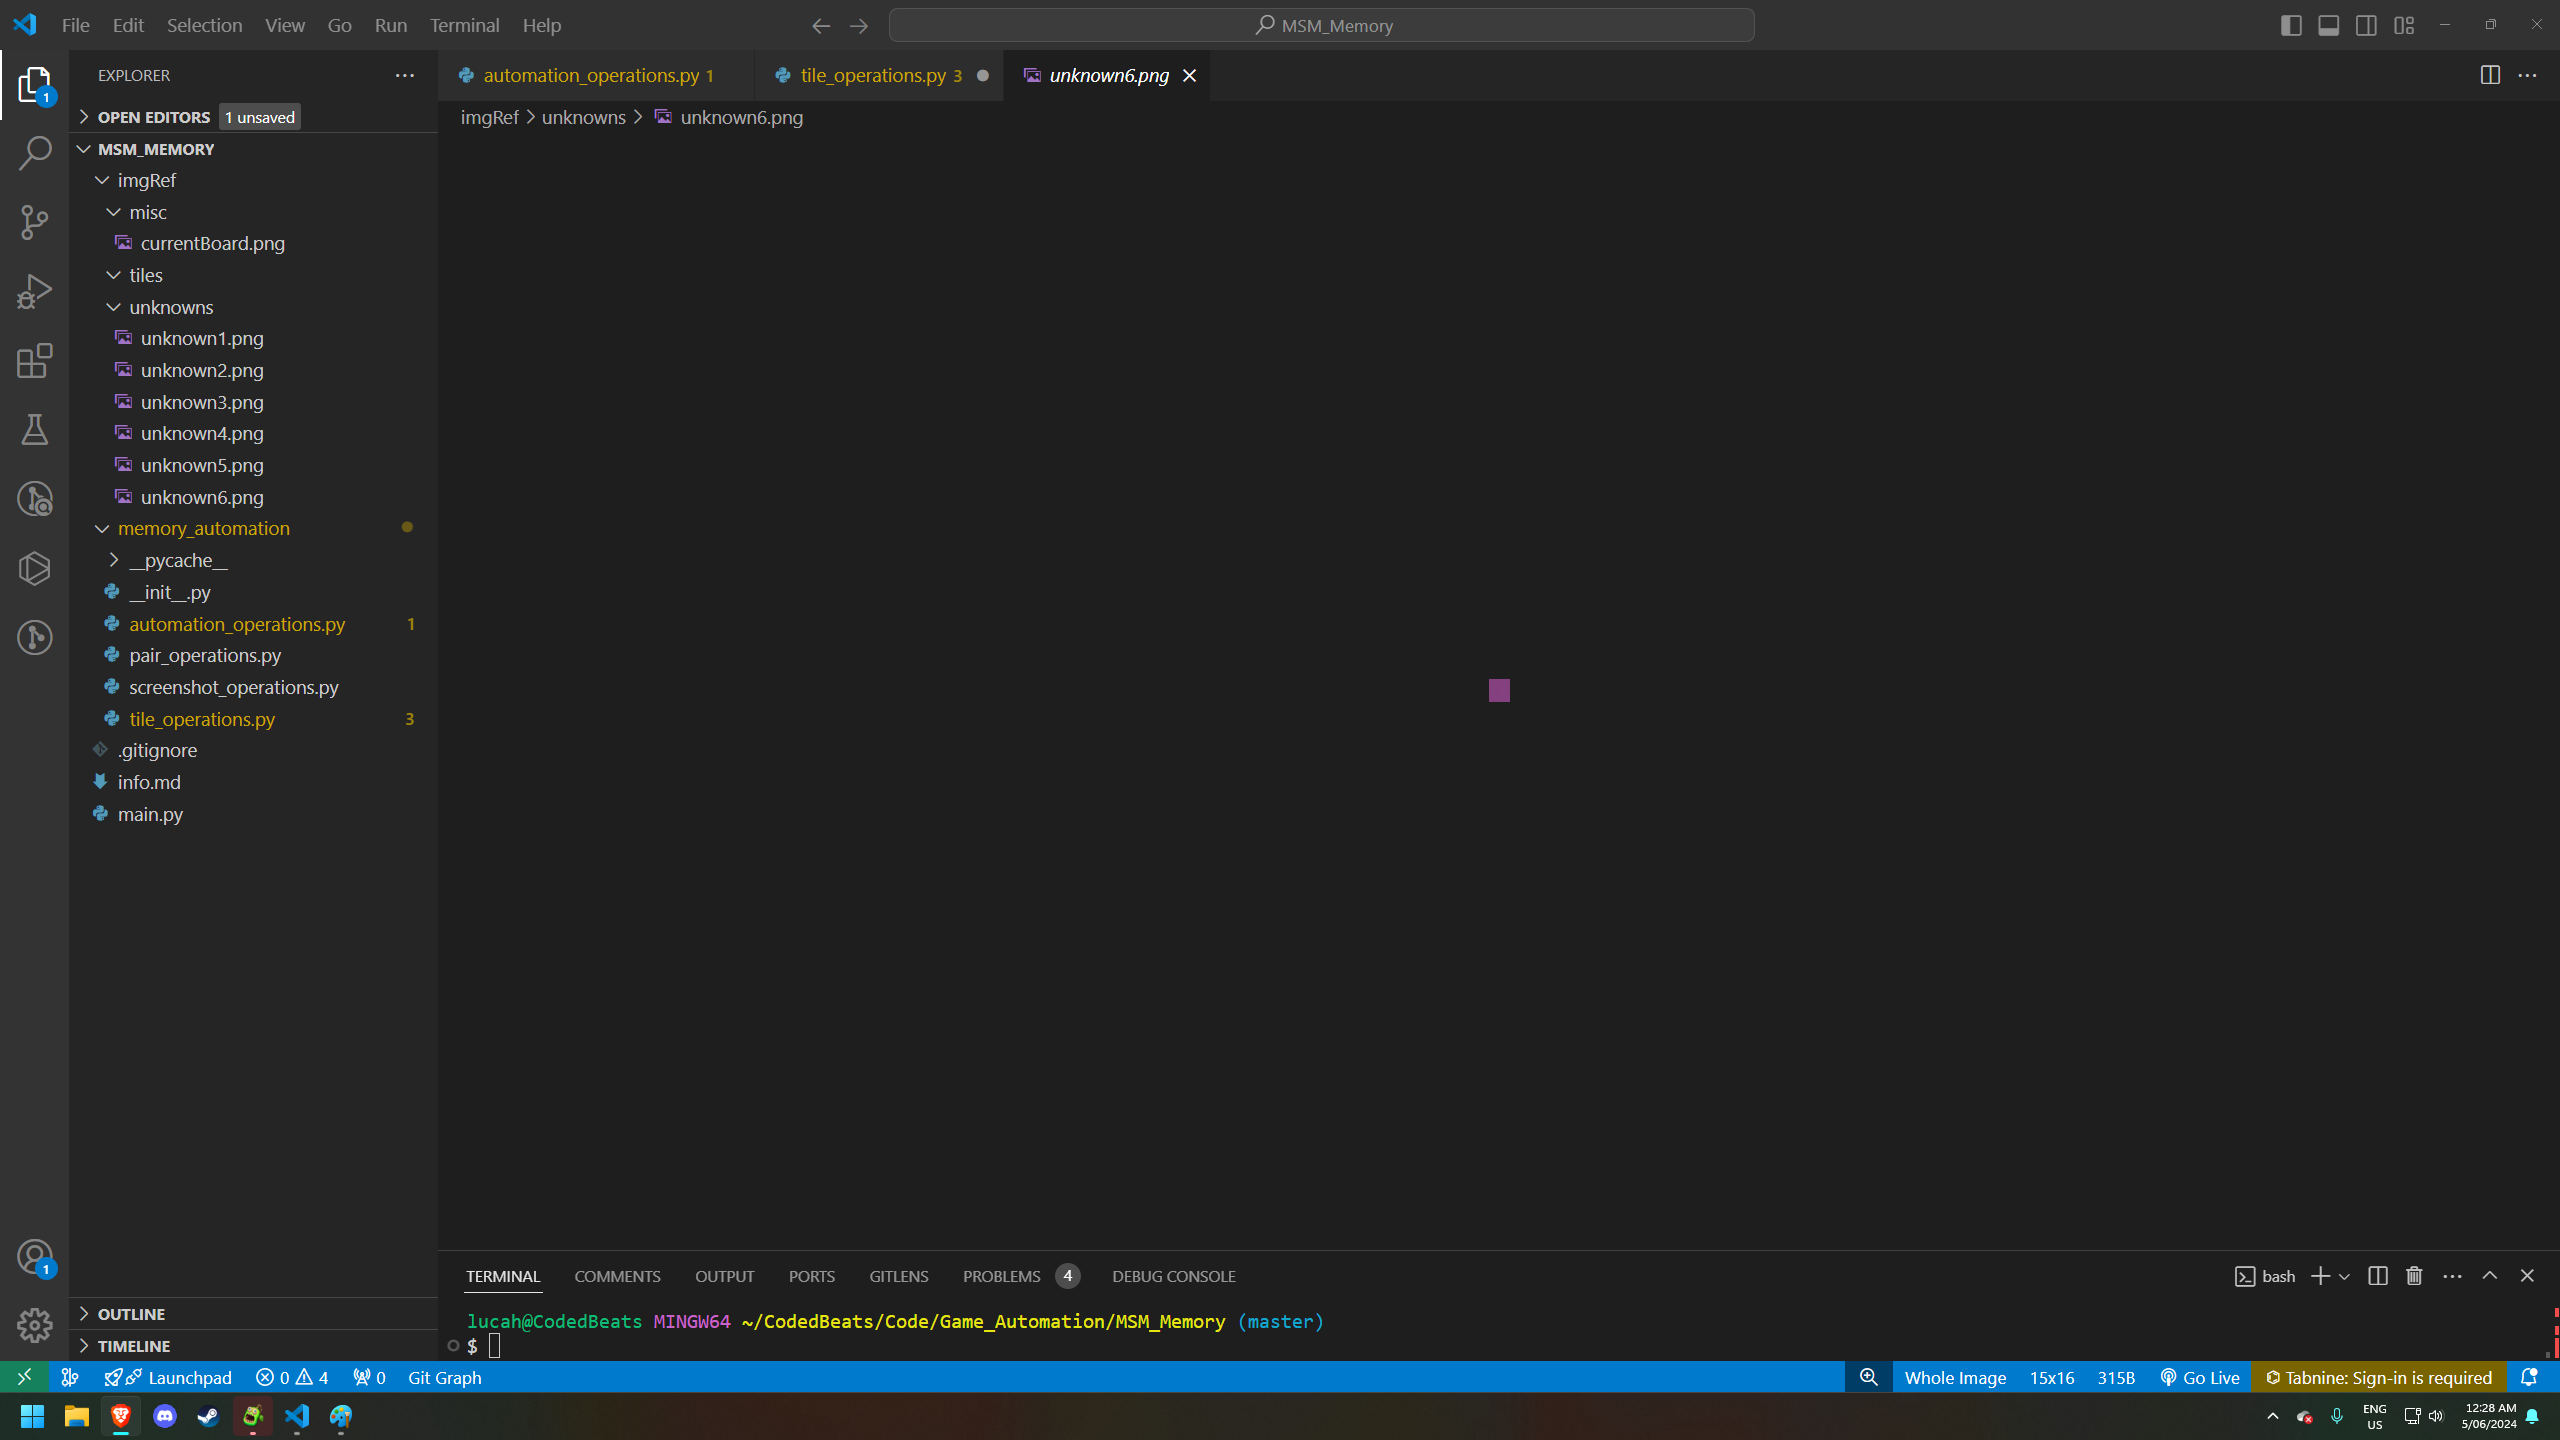 File Edit Selection View Go Run Terminal Help
MSM_Memory
EXPLORER
1
OPEN EDITORS 1 unsaved
MSM_MEMORY
imgRef
misc
currentBoard.png
tiles
unknowns
unknown1.png
unknown2.png
unknown3.png
unknown4.png
unknown5.png
unknown6.png
memory_automation
__pycache__
__init__.py
automation_operations.py 1
pair_operations.py
screenshot_operations.py
tile_operations.py 3
.gitignore
info.md
main.py
1
OUTLINE
TIMELINE
automation_operations.py 1 tile_operations.py 3 unknown6.png
imgRef > unknowns > unknown6.png
TERMINAL COMMENTS OUTPUT PORTS GITLENS PROBLEMS 4 DEBUG CONSOLE
bash
lucah@CodedBeats MINGW64 ~/CodedBeats/Code/Game_Automation/MSM_Memory (master)
$
Launchpad 0 4 0 Git Graph
Whole Image 15x16 315B Go Live Tabnine: Sign-in is required
ENG
US
12:28 AM
5/06/2024